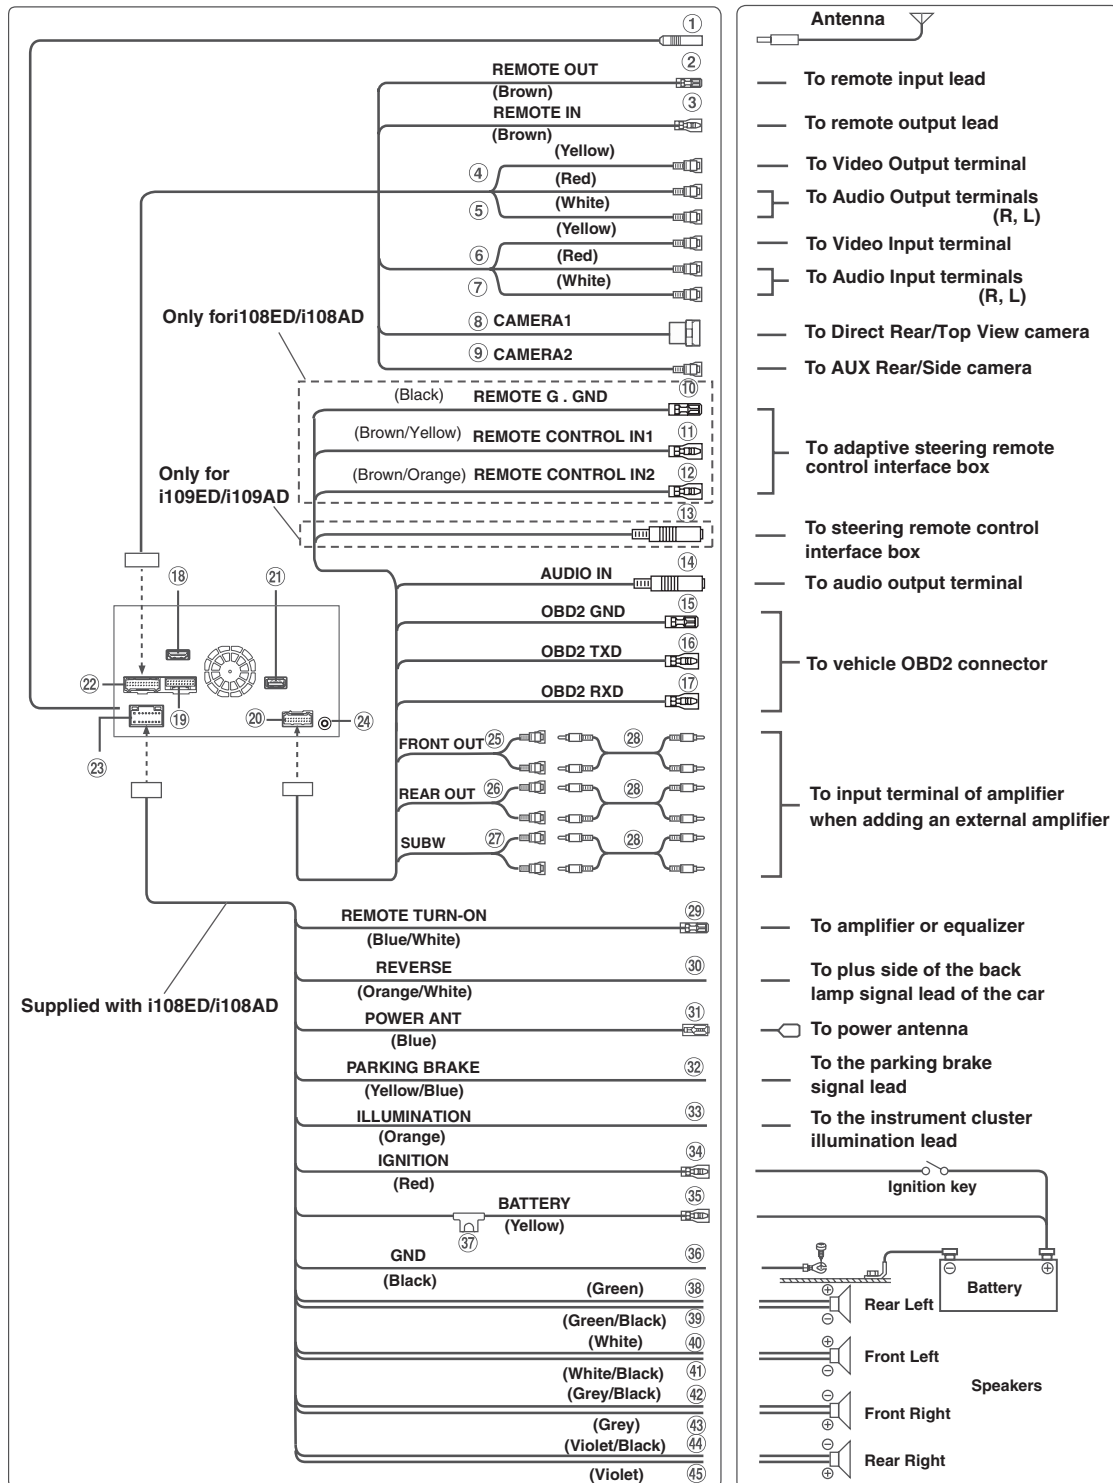 ①
Antenna
②
REMOTE OUT
(Brown)
To remote input lead
③
REMOTE IN
(Brown)
To remote output lead
(Yellow)
④
To Video Output terminal
(Red)
⑤
(White)
To Audio Output terminals
(R, L)
(Yellow)
⑥
To Video Input terminal
(Red)
⑦
(White)
To Audio Input terminals
(R, L)
Only fori108ED/i108AD
⑧ CAMERA1
To Direct Rear/Top View camera
⑨ CAMERA2
To AUX Rear/Side camera
⑩
(Black) REMOTE G . GND
⑪
(Brown/Yellow) REMOTE CONTROL IN1
⑫
(Brown/Orange) REMOTE CONTROL IN2
To adaptive steering remote
control interface box
Only for
i109ED/i109AD
⑬
To steering remote control
interface box
⑭
AUDIO IN
To audio output terminal
⑮
OBD2 GND
⑯
OBD2 TXD
⑰
OBD2 RXD
To vehicle OBD2 connector
⑱
㉑
㉒
⑲
⑳
㉔
㉓
FRONT OUT ㉕
㉘
REAR OUT ㉖
㉘
SUBW ㉗
㉘
To input terminal of amplifier
when adding an external amplifier
REMOTE TURN-ON ㉙
(Blue/White)
To amplifier or equalizer
REVERSE ㉚
(Orange/White)
To plus side of the back
lamp signal lead of the car
Supplied with i108ED/i108AD
POWER ANT ㉛
(Blue)
To power antenna
PARKING BRAKE ㉜
(Yellow/Blue)
To the parking brake
signal lead
ILLUMINATION ㉝
(Orange)
To the instrument cluster
illumination lead
IGNITION ㉞
(Red)
Ignition key
BATTERY ㉟
(Yellow)
㊲
GND ㊱
(Black)
⊖ ⊕
Battery
(Green) ㊳
⊕
Rear Left
⊖
(Green/Black) ㊴
(White) ㊵
⊕
Front Left
⊖
(White/Black) ㊶
Speakers
(Grey/Black) ㊷
⊖
Front Right
⊕
(Grey) ㊸
(Violet/Black) ㊹
⊖
Rear Right
⊕
(Violet) ㊺